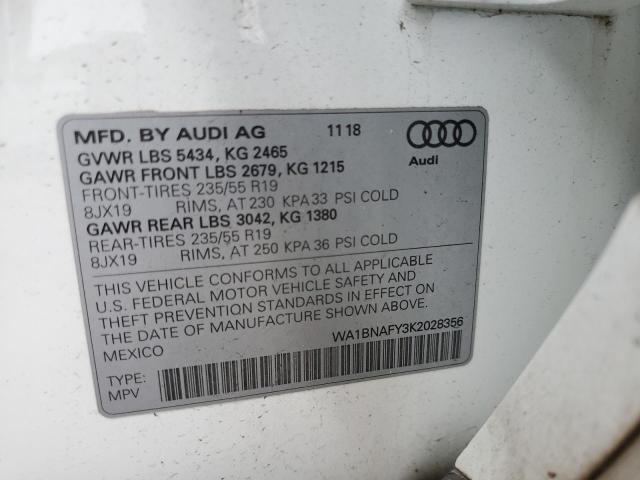 MFD. BY AUDI AG 11 18
GVWR LBS 5434, KG 2465
GAWR FRONT LBS 2679, KG 1215
Audi
FRONT-TIRES 235/55 R19
8JX19 RIMS, AT 230 KPA 33 PSI COLD
GAWR REAR LBS 3042, KG 1380
REAR-TIRES 235/55 R19
8JX19 RIMS, AT 250 KPA 36 PSI COLD
THIS VEHICLE CONFORMS TO ALL APPLICABLE
U.S. FEDERAL MOTOR VEHICLE SAFETY AND
THEFT PREVENTION STANDARDS IN EFFECT ON
THE DATE OF MANUFACTURE SHOWN ABOVE.
MEXICO WA1BNAFY3K2028356
TYPE:
MPV